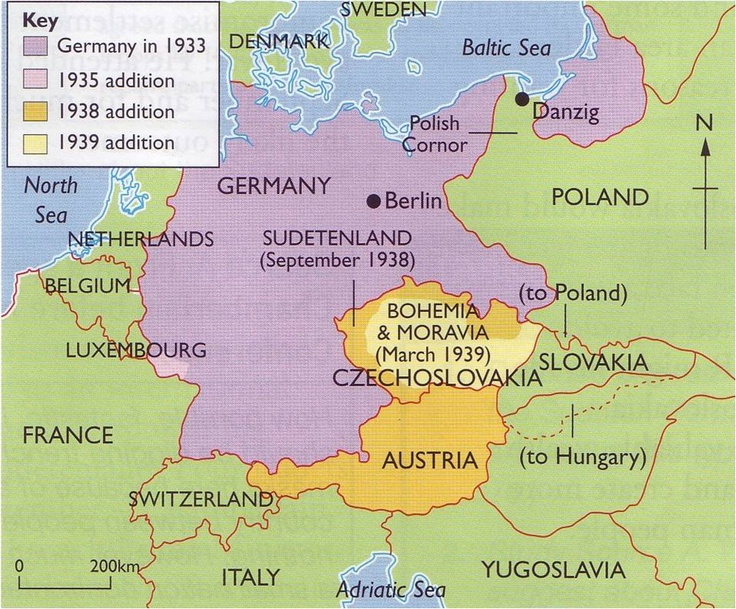 Key
Germany in 1933
1935 addition
1938 addition
1939 addition
SWEDEN
DENMARK
Baltic Sea
Danzig
Polish
Cornor
N
North
Sea
GERMANY
Berlin
POLAND
NETHERLANDS
SUDETENLAND
(September 1938)
BELGIUM
(to Poland)
BOHEMIA
& MORAVIA
(March 1939)
LUXEMBOURG
SLOVAKIA
CZECHOSLOVAKIA
FRANCE
AUSTRIA
(to Hungary)
SWITZERLAND
0
200km
ITALY
Adriatic Sea
YUGOSLAVIA